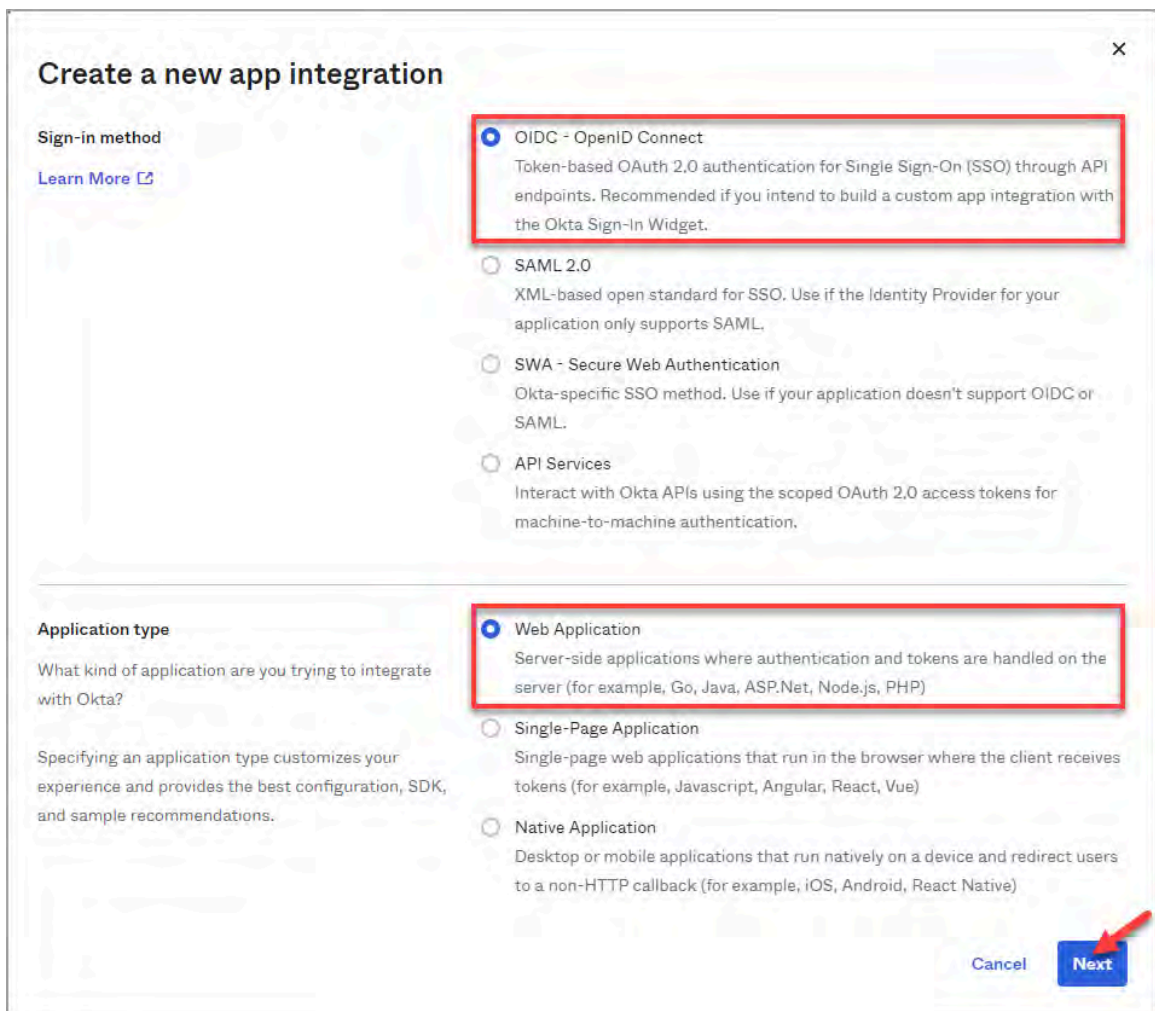 Create a new app integration
Sign-in method
Learn More
OIDC - OpenID Connect
Token-based OAuth 2.0 authentication for Single Sign-On (SSO) through API
endpoints. Recommended if you intend to build a custom app integration with
the Okta Sign-In Widget.
SAML 2.0
XML-based open standard for SSO. Use if the Identity Provider for your
application only supports SAML.
SWA - Secure Web Authentication
Okta-specific SSO method. Use if your application doesn't support OIDC or
SAML.
API Services
Interact with Okta APIs using the scoped OAuth 2.0 access tokens for
machine-to-machine authentication.
Application type
What kind of application are you trying to integrate
with Okta?
Specifying an application type customizes your
experience and provides the best configuration, SDK,
and sample recommendations.
Web Application
Server-side applications where authentication and tokens are handled on the
server (for example, Go, Java, ASP.Net, Node.js, PHP)
Single-Page Application
Single-page web applications that run in the browser where the client receives
tokens (for example, Javascript, Angular, React, Vue)
Native Application
Desktop or mobile applications that run natively on a device and redirect users
to a non-HTTP callback (for example, iOS, Android, React Native)
Cancel
Next